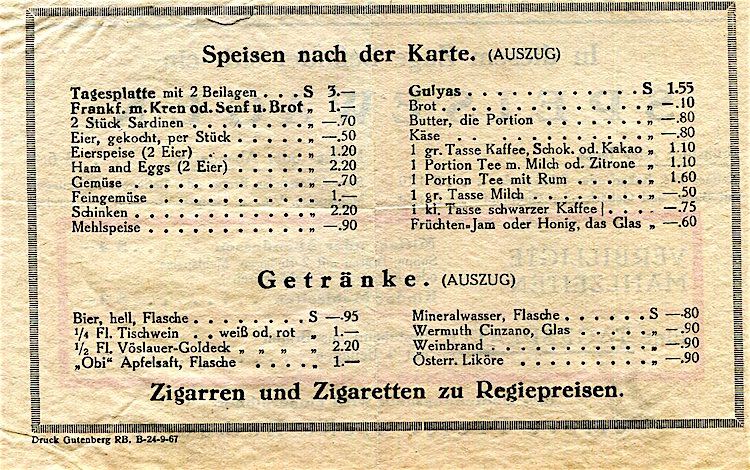 Speisen nach der Karte. (AUSZUG)
Tagesplatte mit 2 Beilagen . . . S 3.—
Frankf. m. Kren od. Senf u. Brot „ 1.—
2 Stück Sardinen . . . . . . . . . „ —.70
Eier, gekocht, per Stück . . . . . . „ —.50
Eierspeise (2 Eier) . . . . . . . . „ 1.20
Ham and Eggs (2 Eier) . . . . . . „ 2.20
Gemüse . . . . . . . . . . . . . „ —.70
Feingemüse . . . . . . . . . . . „ 1.—
Schinken . . . . . . . . . . . . . „ 2.20
Mehlspeise . . . . . . . . . . . . „ —.90
Gulyas . . . . . . . . . . . . . S 1.55
Brot . . . . . . . . . . . . . . . „ —.10
Butter, die Portion . . . . . . . . „ —.80
Käse . . . . . . . . . . . . . . . „ —.80
1 gr. Tasse Kaffee, Schok. od. Kakao „ 1.10
1 Portion Tee m. Milch od. Zitrone „ 1.10
1 Portion Tee mit Rum . . . . . . „ 1.60
1 gr. Tasse Milch . . . . . . . . . „ —.50
1 kl. Tasse schwarzer Kaffee . . . . —.75
Früchten-Jam oder Honig, das Glas „ —.60
Getränke. (AUSZUG)
Bier, hell, Flasche . . . . . . . . S —.95
1/4 Fl. Tischwein . . . weiß od. rot „ 1.—
1/2 Fl. Vöslauer-Goldeck „ „ „ „ 2.20
„Obi“ Apfelsaft, Flasche . . . . . „ 1.—
Mineralwasser, Flasche . . . . . . S —.80
Wermuth Cinzano, Glas . . . . . . „ —.90
Weinbrand . . . . . . . . . . . . „ —.90
Österr. Liköre . . . . . . . . . . „ —.90
Zigarren und Zigaretten zu Regiepreisen.
Druck Gutenberg RB. B-24-9-67